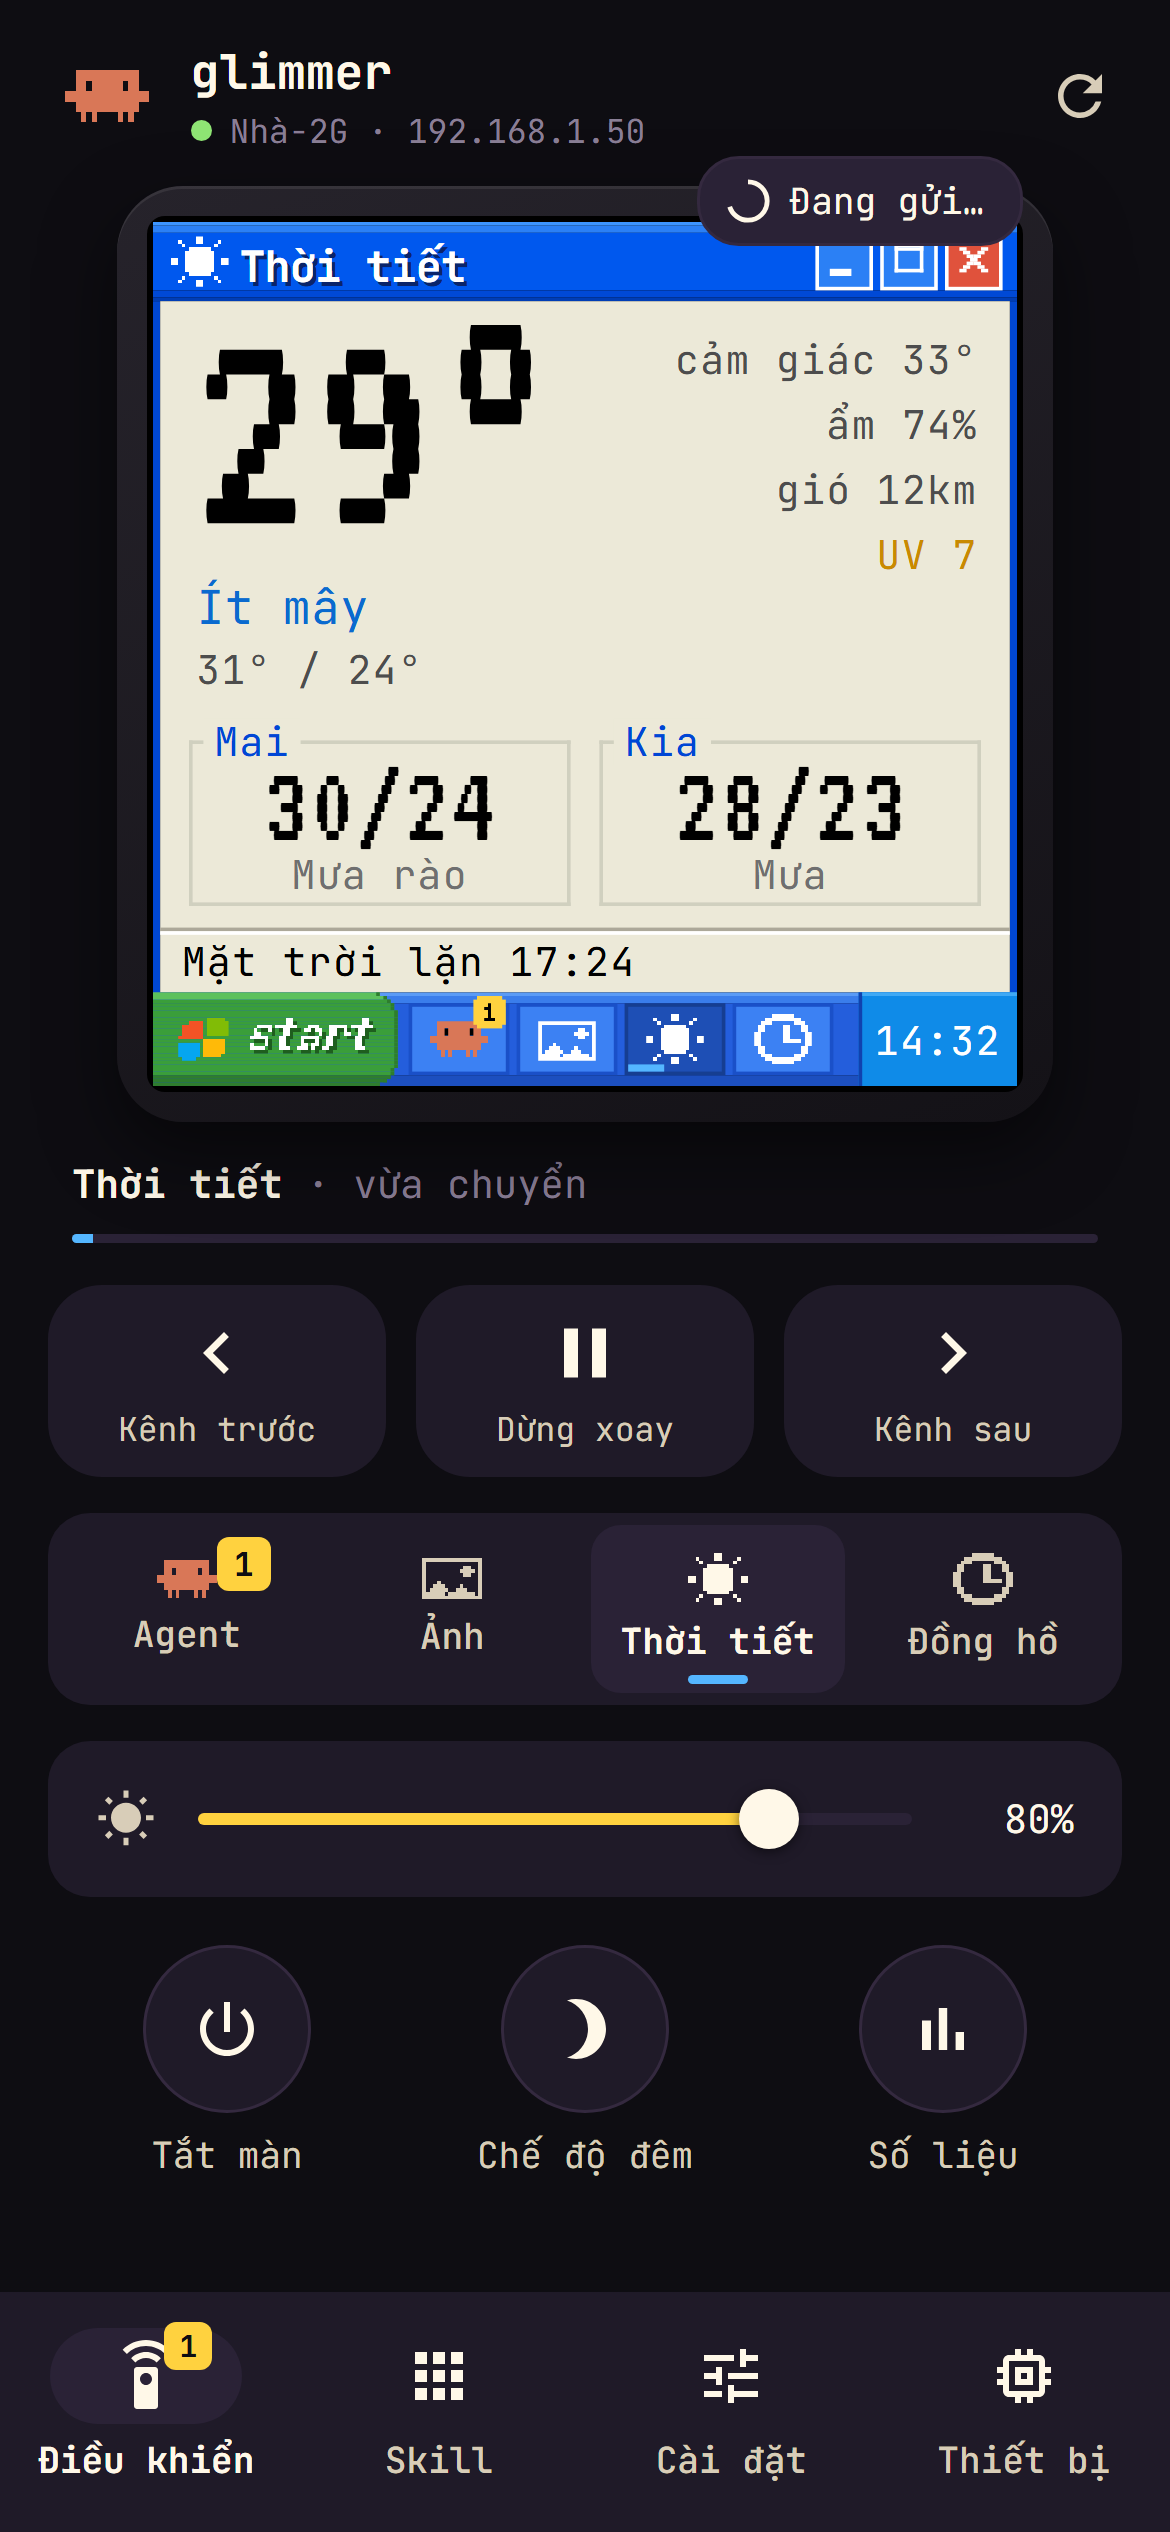 glimmer
Nhà-2G · 192.168.1.50
Đang gửi…
Thời tiết
29°
cảm giác 33°
ẩm 74%
gió 12km
UV 7
Ít mây
31° / 24°
Mai
30/24
Mưa rào
Kia
28/23
Mưa
Mặt trời lặn 17:24
start
1
14:32
Thời tiết · vừa chuyển
Kênh trước
Dừng xoay
Kênh sau
1
Agent
Ảnh
Thời tiết
Đồng hồ
80%
Tắt màn
Chế độ đêm
Số liệu
1
Điều khiển
Skill
Cài đặt
Thiết bị